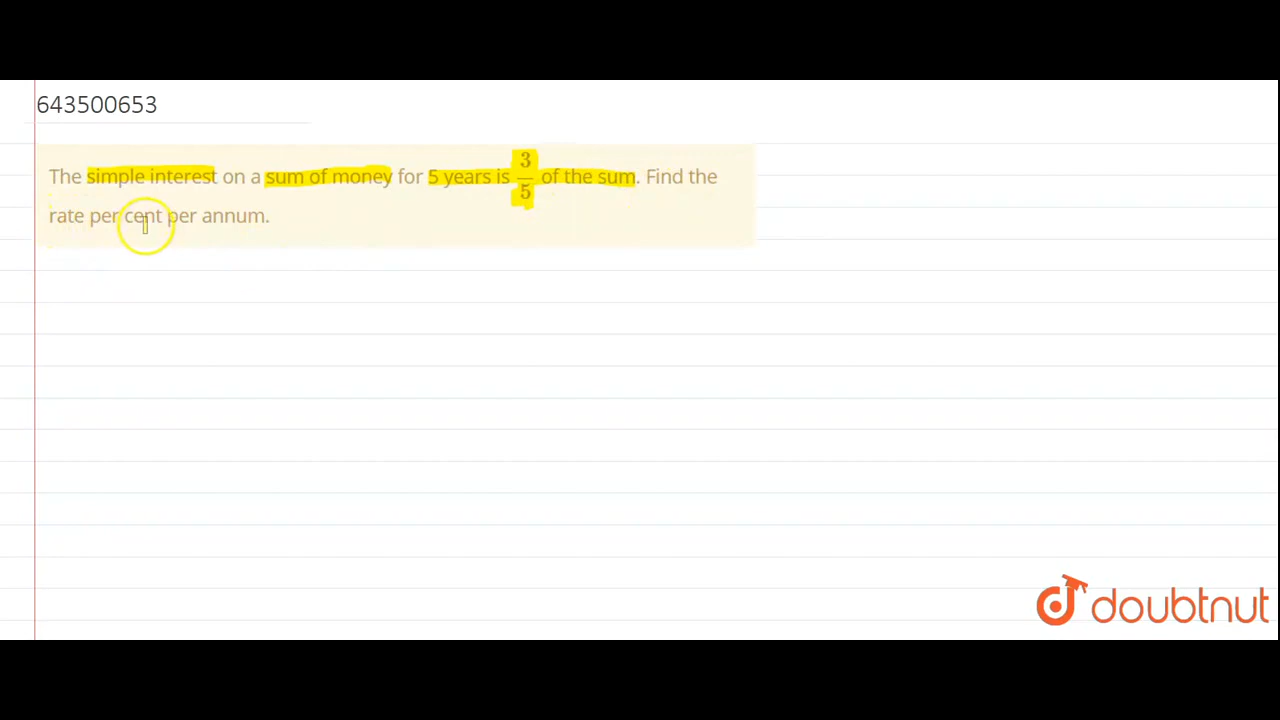 643500653
The simple interest on a sum of money for 5 years is 3/5 of the sum. Find the
rate per cent per annum.
doubtnut